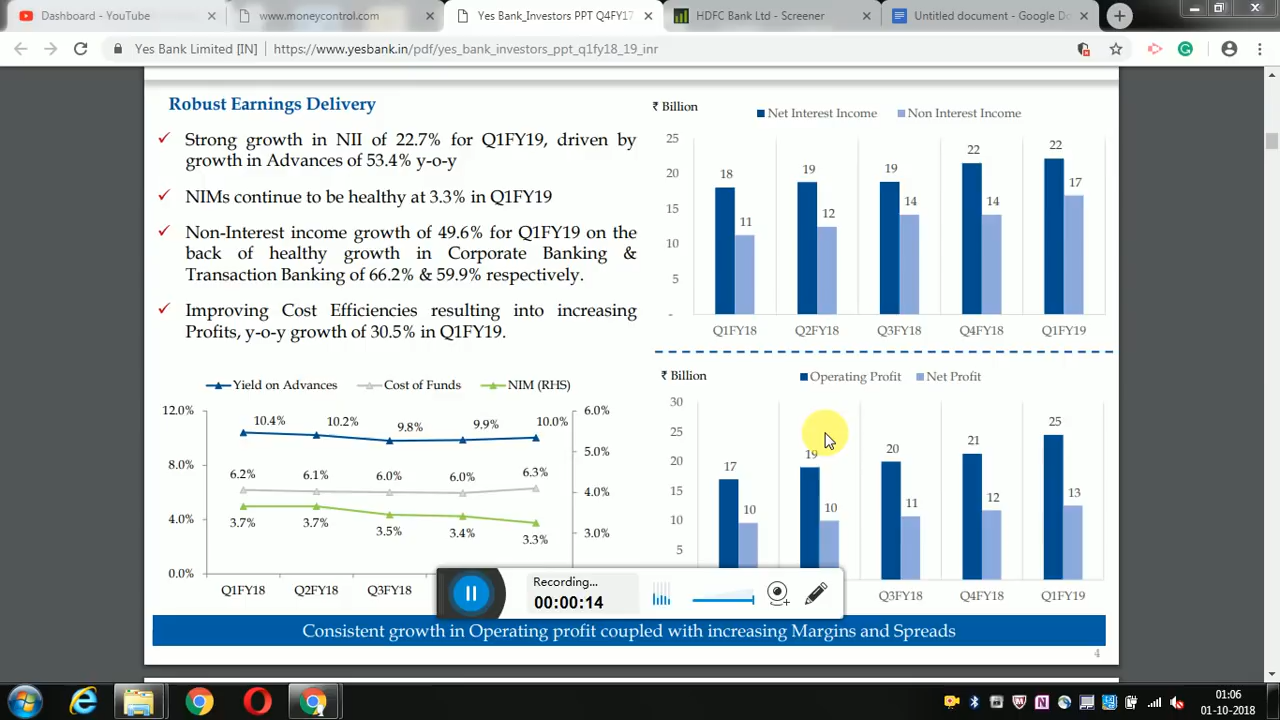 Dashboard - YouTube
www.moneycontrol.com
Yes Bank_Investors PPT Q4FY17
HDFC Bank Ltd - Screener
Untitled document - Google Do
Yes Bank Limited [IN] | https://www.yesbank.in/pdf/yes_bank_investors_ppt_q1fy18_19_inr
Robust Earnings Delivery
Strong growth in NII of 22.7% for Q1FY19, driven by
growth in Advances of 53.4% y-o-y
NIMs continue to be healthy at 3.3% in Q1FY19
Non-Interest income growth of 49.6% for Q1FY19 on the
back of healthy growth in Corporate Banking &
Transaction Banking of 66.2% & 59.9% respectively.
Improving Cost Efficiencies resulting into increasing
Profits, y-o-y growth of 30.5% in Q1FY19.
₹ Billion
Net Interest Income Non Interest Income
25
20
15
10
5
-
18 19 19 22 22
11 12 14 14 17
Q1FY18 Q2FY18 Q3FY18 Q4FY18 Q1FY19
Yield on Advances Cost of Funds NIM (RHS)
12.0%
8.0%
4.0%
0.0%
10.4% 10.2% 9.8% 9.9% 10.0%
6.2% 6.1% 6.0% 6.0% 6.3%
3.7% 3.7% 3.5% 3.4% 3.3%
6.0%
5.0%
4.0%
3.0%
Q1FY18 Q2FY18 Q3FY18
₹ Billion
Operating Profit Net Profit
30
25
20
15
10
5
17 19 20 21 25
10 10 11 12 13
Q3FY18 Q4FY18 Q1FY19
Recording...
00:00:14
Consistent growth in Operating profit coupled with increasing Margins and Spreads
4
01:06
01-10-2018